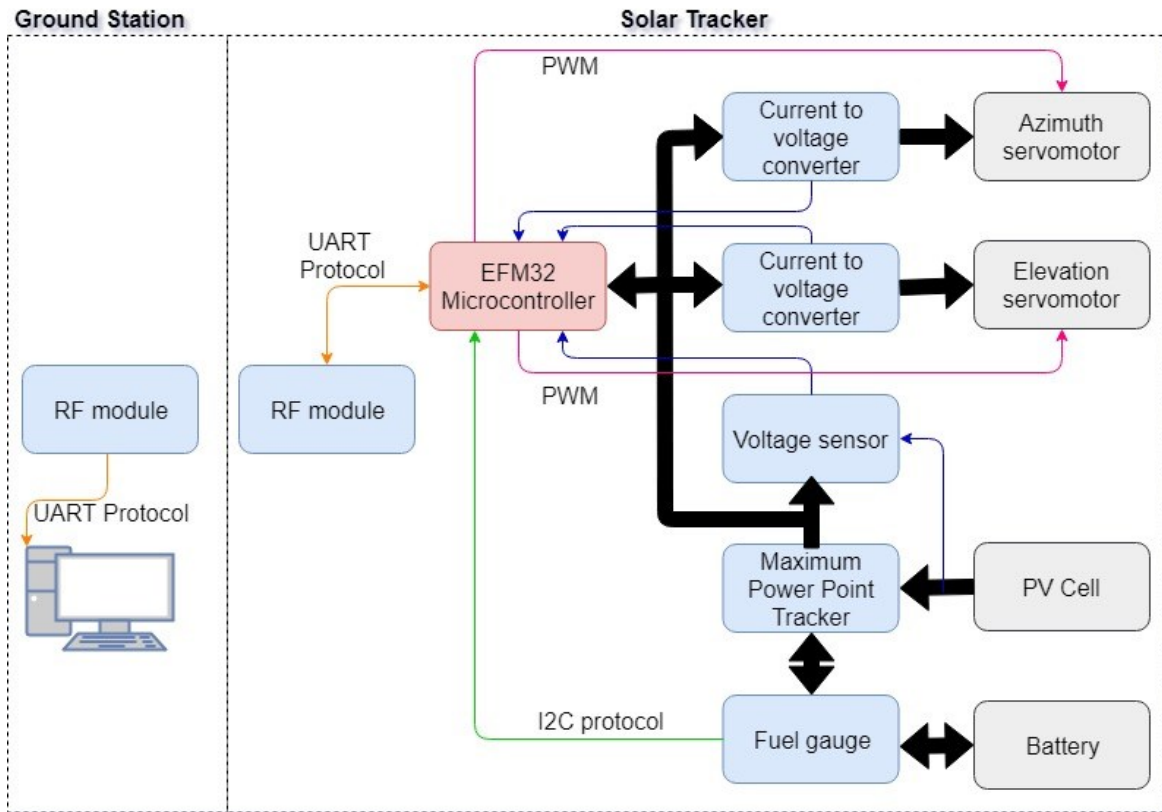 Ground Station
Solar Tracker
PWM
Current to
voltage
converter
Azimuth
servomotor
UART
Protocol
EFM32
Microcontroller
Current to
voltage
converter
Elevation
servomotor
RF module
RF module
PWM
Voltage sensor
UART Protocol
Maximum
Power Point
Tracker
PV Cell
I2C protocol
Fuel gauge
Battery